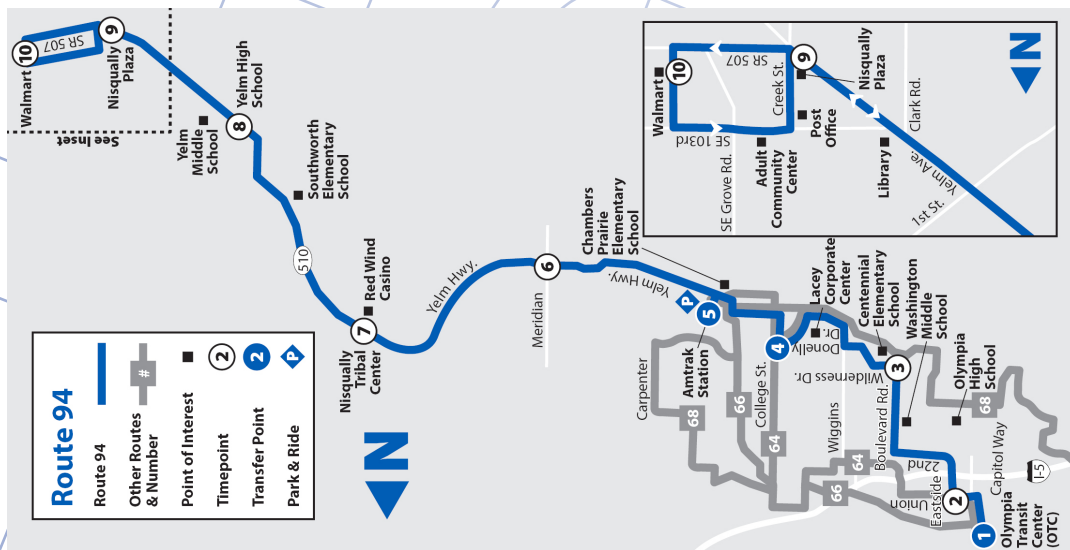 Route 94
Route 94
Other Routes
& Number
#
Point of Interest
Timepoint
2
Transfer Point
2
Park & Ride
P
N
Walmart
10
SR 507
9
Nisqually
Plaza
See Inset
Yelm
Middle
School
8
Yelm High
School
Southworth
Elementary
School
510
Red Wind
Casino
7
Nisqually
Tribal
Center
Yelm Hwy.
6
Meridian
Chambers
Prairie
Elementary
School
Yelm Hwy.
P
5
Amtrak
Station
Carpenter
68
66
College St.
64
4
Lacey
Corporate
Center
Donelly
Dr.
Centennial
Elementary
School
Wilderness Dr.
3
Washington
Middle
School
Olympia
High
School
68
Wiggins
Boulevard Rd.
64
66
22nd
Union
Eastside
2
Capitol Way
I-5
1
Olympia
Transit
Center
(OTC)
Walmart
10
SR 507
9
Nisqually
Plaza
Creek St.
SE 103rd
SE Grove Rd.
Adult
Community
Center
Post
Office
Clark Rd.
Library
Yelm Ave.
1st St.
N